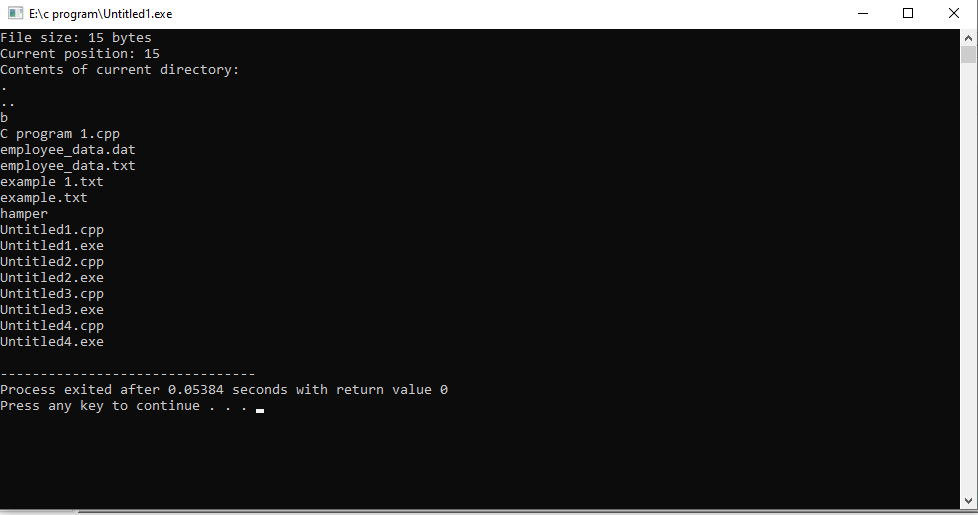 E:\c program\Untitled1.exe
File size: 15 bytes
Current position: 15
Contents of current directory:
.
..
b
C program 1.cpp
employee_data.dat
employee_data.txt
example 1.txt
example.txt
hamper
Untitled1.cpp
Untitled1.exe
Untitled2.cpp
Untitled2.exe
Untitled3.cpp
Untitled3.exe
Untitled4.cpp
Untitled4.exe
--------------------------------
Process exited after 0.05384 seconds with return value 0
Press any key to continue . . .